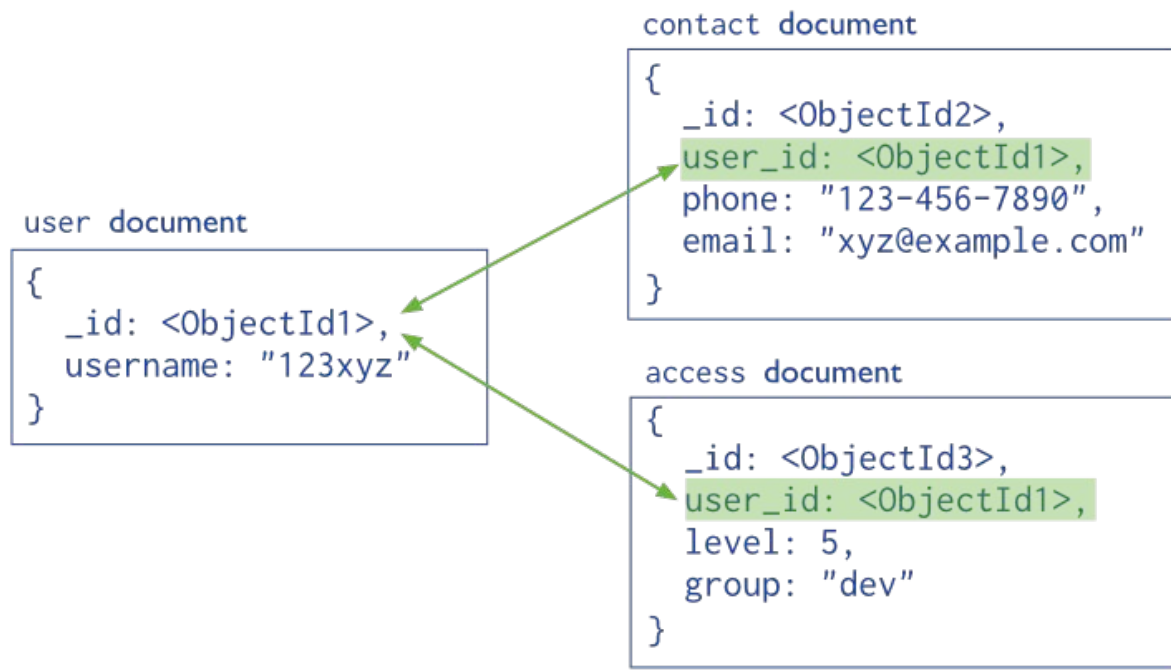 contact document
{
_id: <ObjectId2>,
user_id: <ObjectId1>,
phone: "123-456-7890",
email: "xyz@example.com"
}
user document
{
_id: <ObjectId1>,
username: "123xyz"
}
access document
{
_id: <ObjectId3>,
user_id: <ObjectId1>,
level: 5,
group: "dev"
}